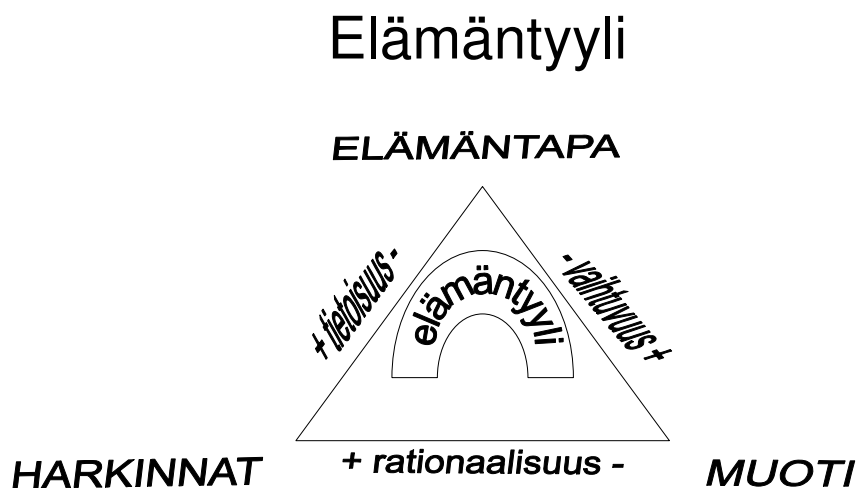 Elämäntyyli
ELÄMÄNTAPA
+ tietoisuus -
elämäntyyli
- vaihtuvuus +
HARKINNAT
+ rationaalisuus -
MUOTI